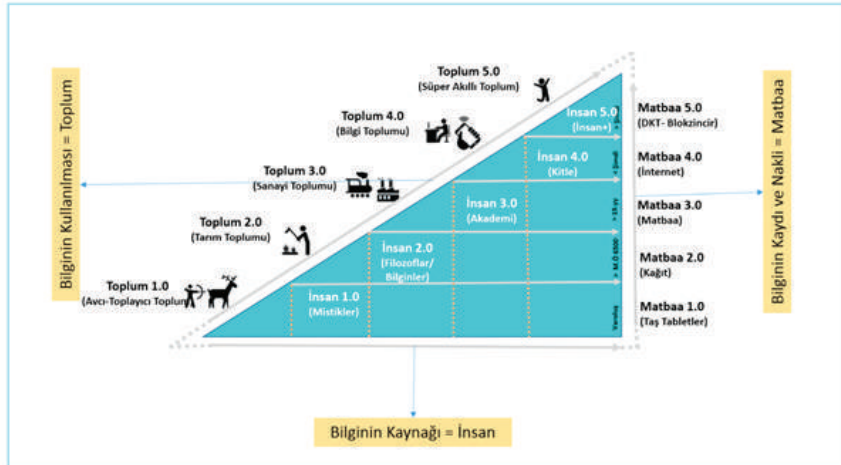 Toplum 5.0
(Süper Akıllı Toplum)
Toplum 4.0
(Bilgi Toplumu)
Toplum 3.0
(Sanayi Toplumu)
Toplum 2.0
(Tarım Toplumu)
Toplum 1.0
(Avcı-Toplayıcı Toplum)
Bilginin Kullanılması = Toplum
İnsan 5.0
(İnsan+)
İnsan 4.0
(Kitle)
İnsan 3.0
(Akademi)
İnsan 2.0
(Filozoflar/
Bilginler)
İnsan 1.0
(Mistikler)
> 15.yy
> M.Ö 6500
Varoluş
Matbaa 5.0
(DKT- Blokzincir)
Matbaa 4.0
(İnternet)
Matbaa 3.0
(Matbaa)
Matbaa 2.0
(Kağıt)
Matbaa 1.0
(Taş Tabletler)
Bilginin Kaydı ve Nakli = Matbaa
Bilginin Kaynağı = İnsan